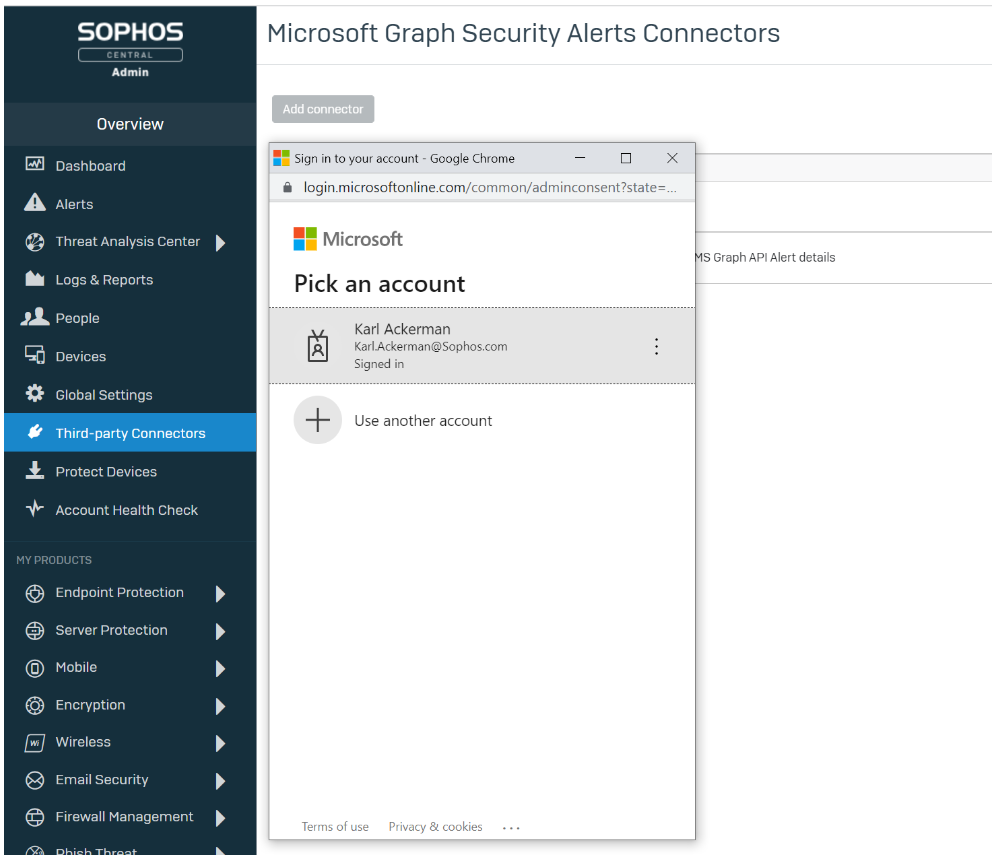 SOPHOS
CENTRAL
Admin
Overview
Dashboard
Alerts
Threat Analysis Center
Logs & Reports
People
Devices
Global Settings
Third-party Connectors
Protect Devices
Account Health Check
MY PRODUCTS
Endpoint Protection
Server Protection
Mobile
Encryption
Wi
Wireless
Email Security
Firewall Management
Phish Threat
Microsoft Graph Security Alerts Connectors
Add connector
Sign in to your account - Google Chrome
login.microsoftonline.com/common/adminconsent?state=...
Microsoft
Pick an account
Karl Ackerman
Karl.Ackerman@Sophos.com
Signed in
Use another account
Terms of use Privacy & cookies ...
MS Graph API Alert details